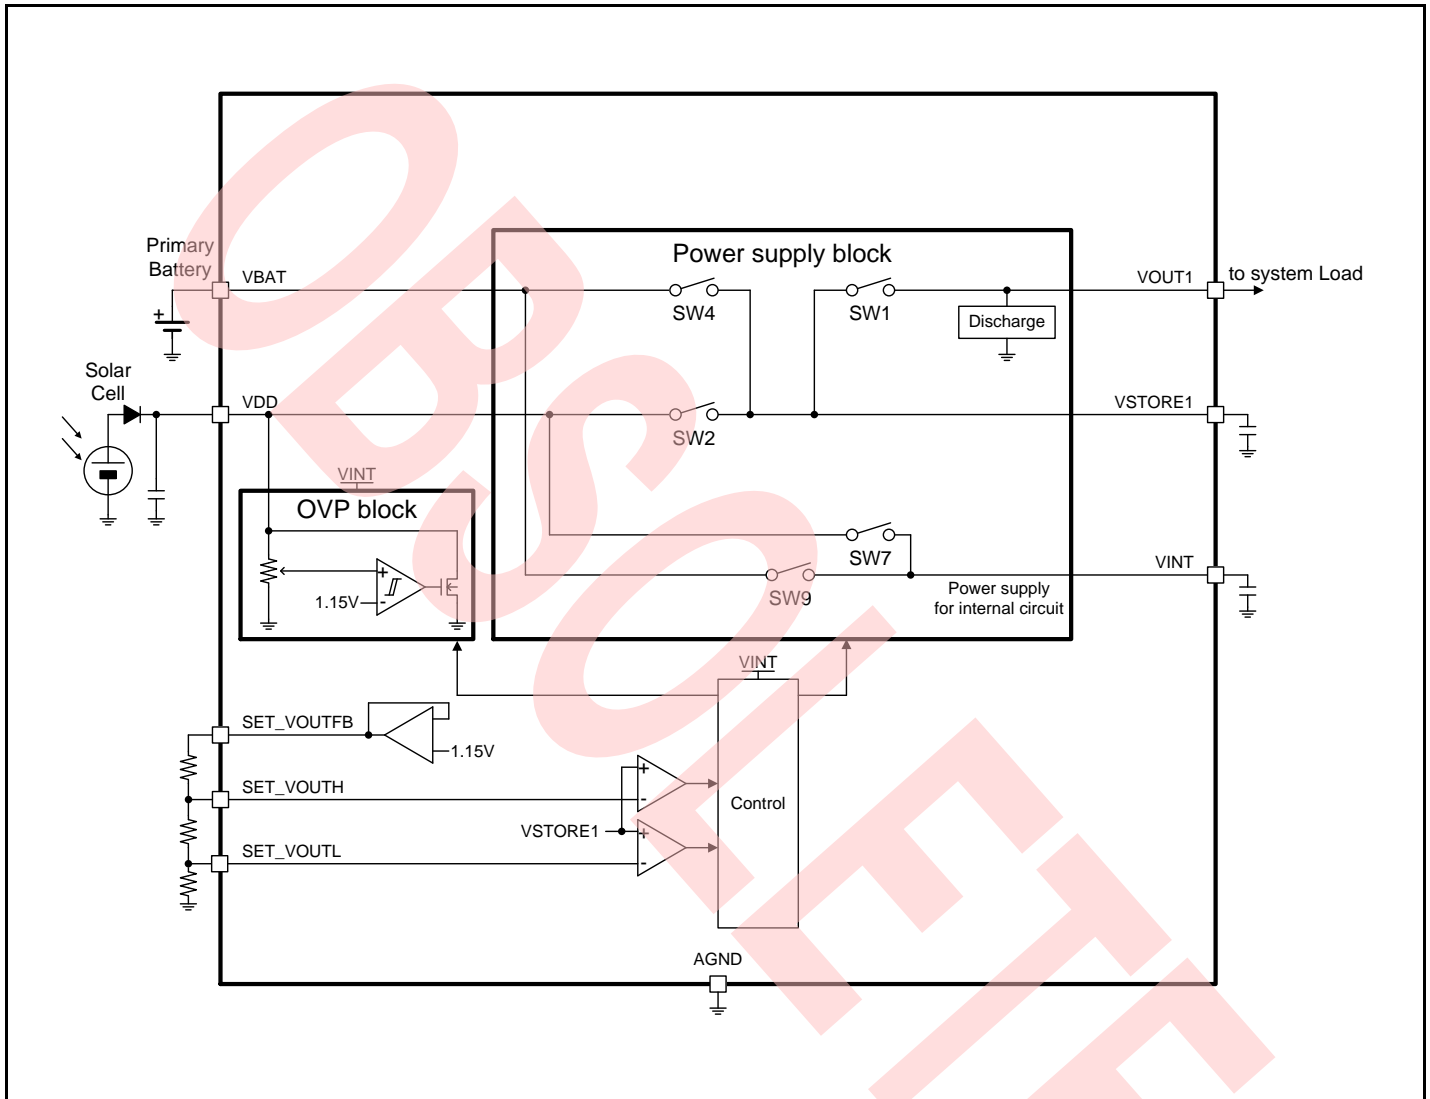 Power supply block
Primary
Battery
VBAT
SW4
SW1
VOUT1
to system Load
Discharge
+
Solar
Cell
VDD
SW2
VSTORE1
VINT
OVP block
+
1.15V
-
SW7
SW9
Power supply
for internal circuit
VINT
VINT
SET_VOUTFB
1.15V
SET_VOUTH
+
-
Control
VSTORE1
+
-
SET_VOUTL
AGND
OBSOLETE